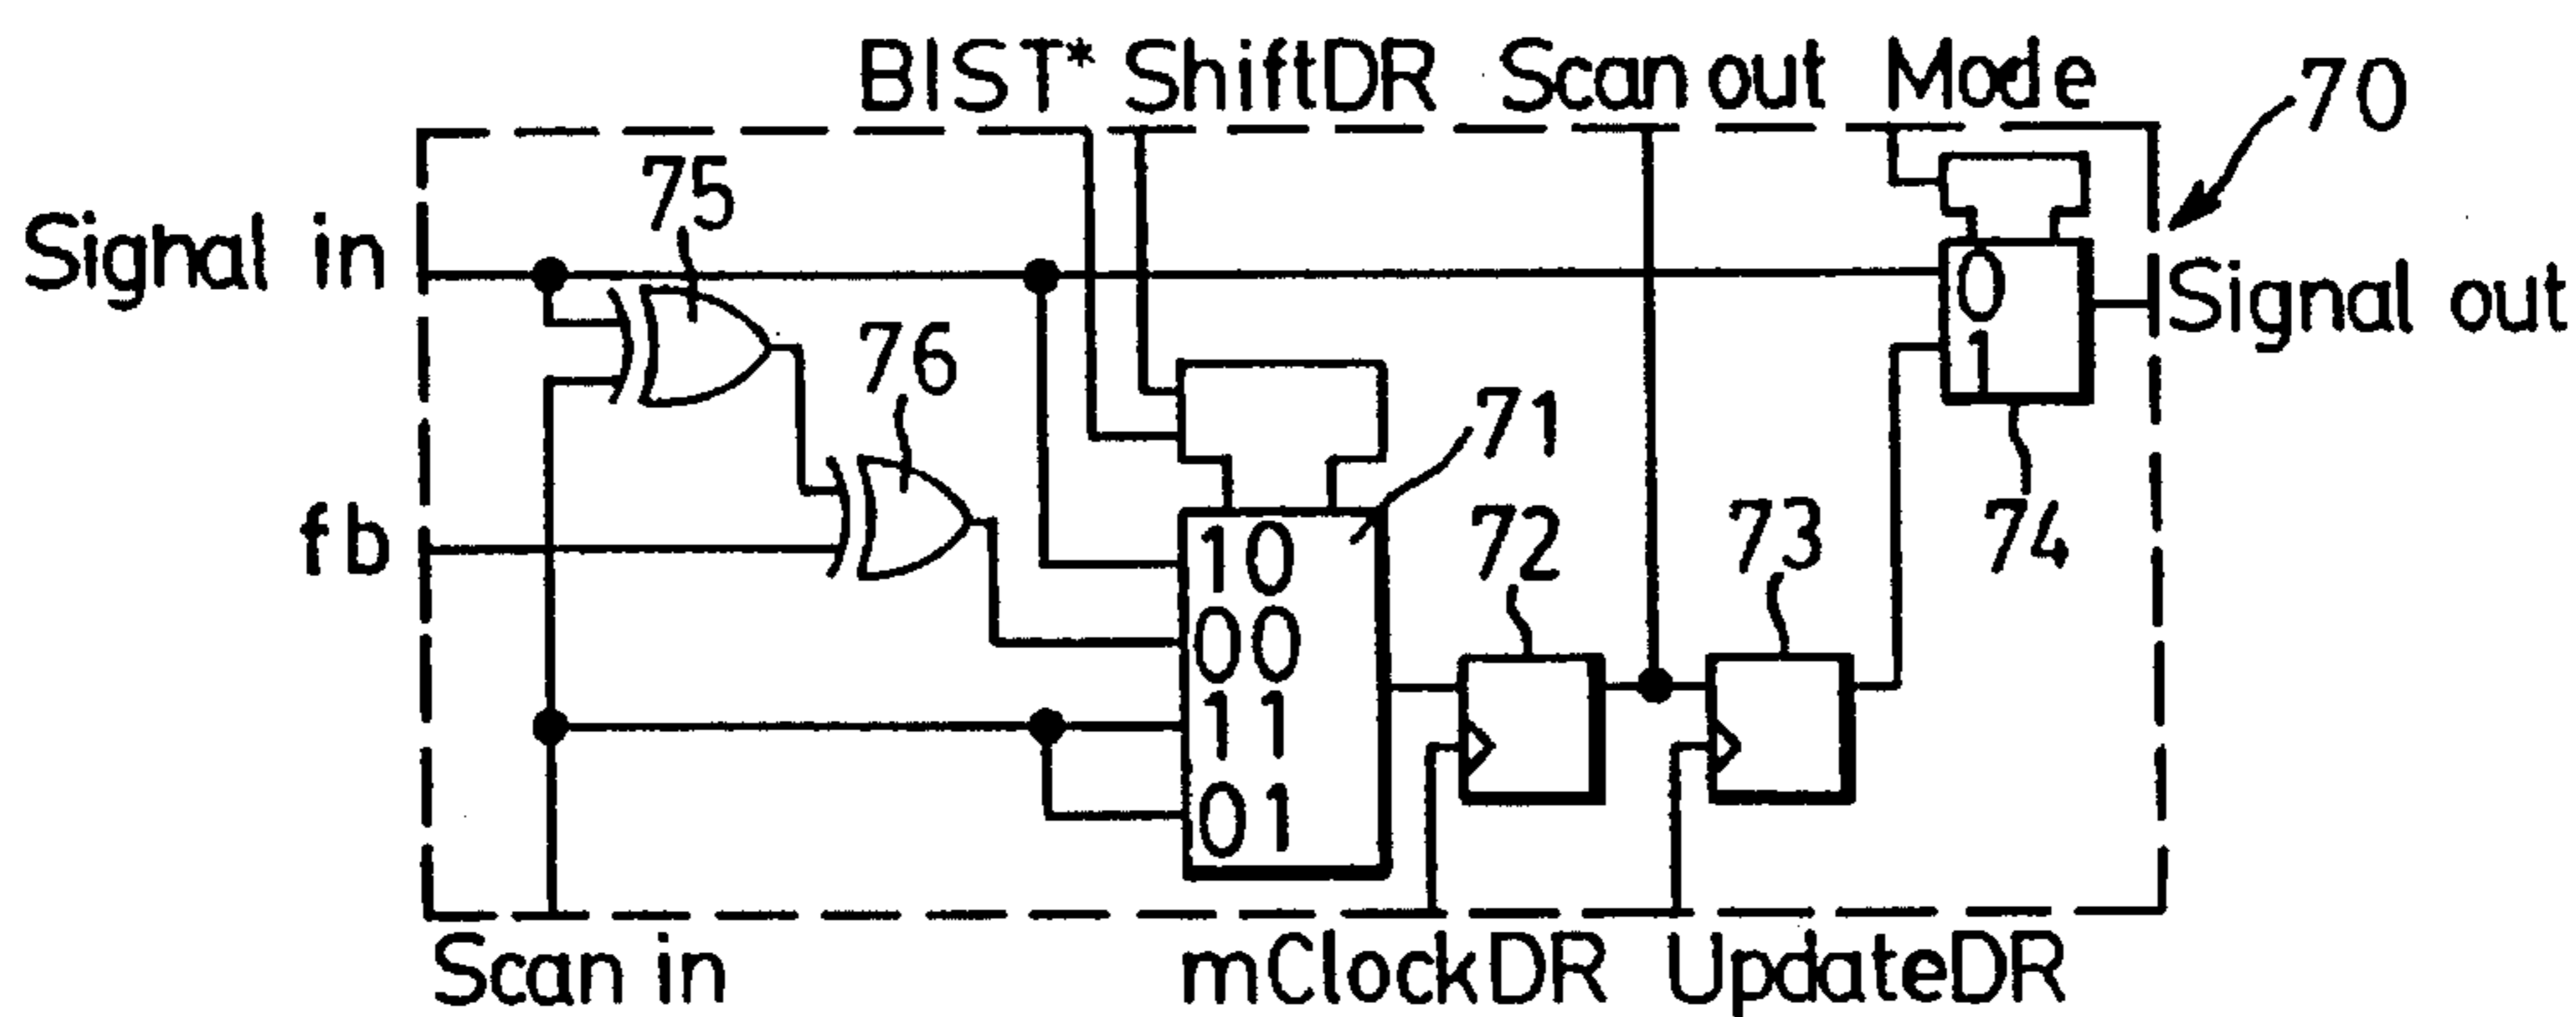 BIST* ShiftDR Scan out Mode
70
75
Signal in
76
0
1
Signal out
71
fb
10
00
11
01
72
73
74
Scan in
mClockDR
UpdateDR